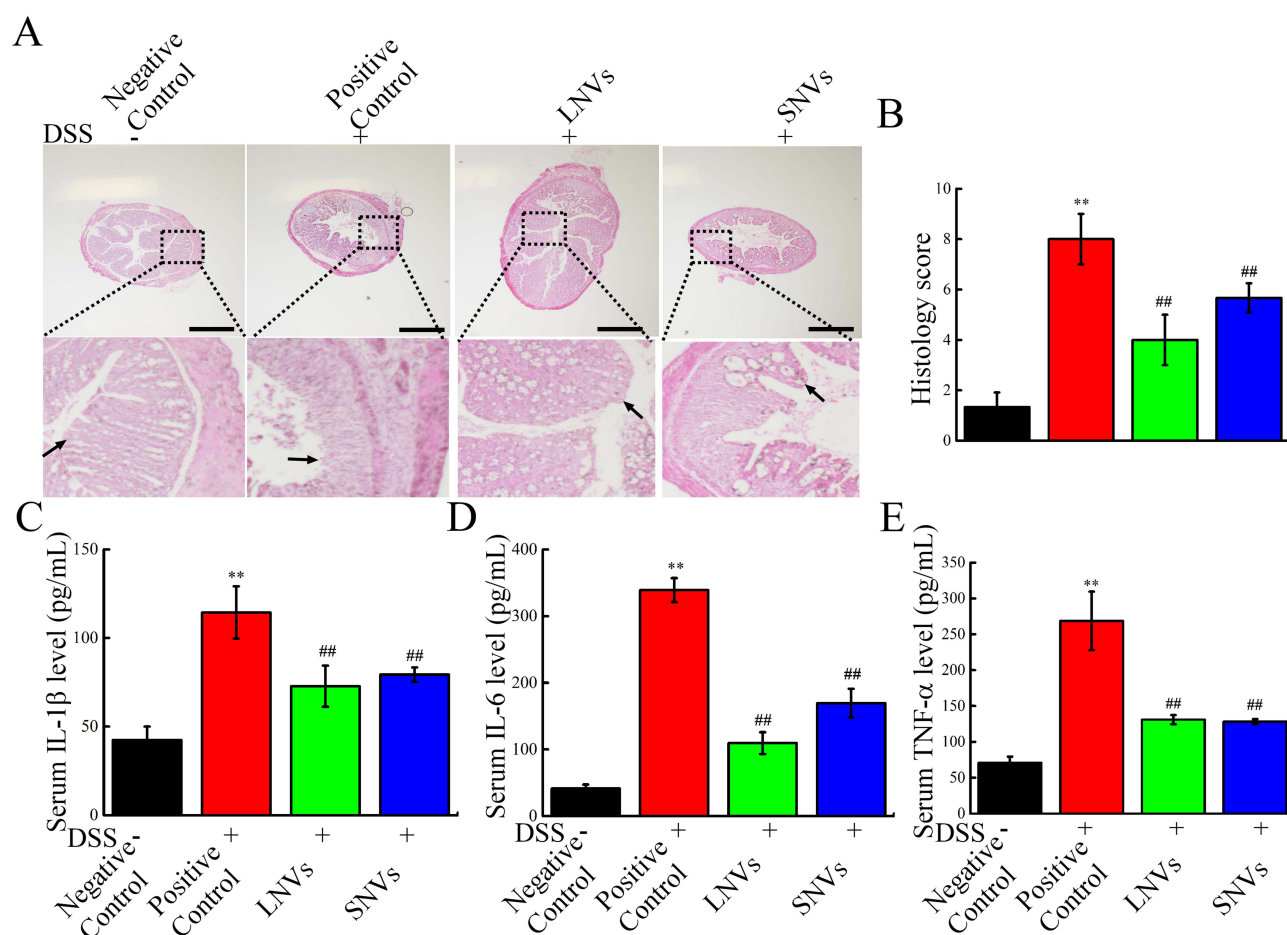 A
Negative Control
Positive Control
LNVs
SNVs
DSS - + + +
B
Histology score
10
8
6
4
2
0
**
##
##
C
Serum IL-1β level (pg/mL)
150
100
50
0
**
##
##
DSS - + + +
Negative Control
Positive Control
LNVs
SNVs
D
Serum IL-6 level (pg/mL)
400
300
200
100
0
**
##
##
DSS - + + +
Negative Control
Positive Control
LNVs
SNVs
E
Serum TNF-α level (pg/mL)
350
300
250
200
150
100
50
0
**
##
##
DSS - + + +
Negative Control
Positive Control
LNVs
SNVs